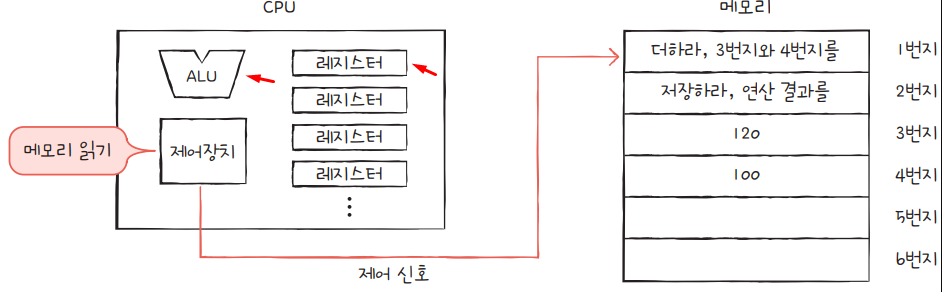 CPU
메모리
ALU
레지스터
레지스터
레지스터
레지스터
메모리 읽기
제어장치
제어 신호
더하라, 3번지와 4번지를
1번지
저장하라, 연산 결과를
2번지
120
3번지
100
4번지
5번지
6번지